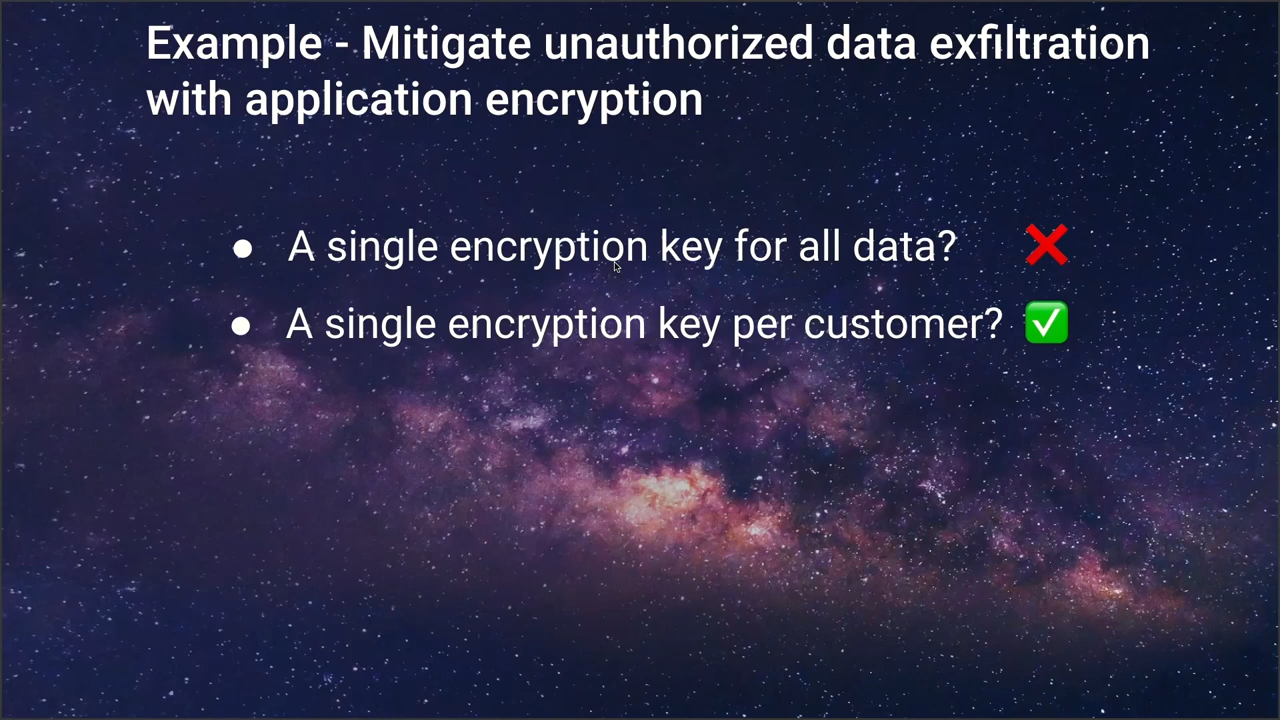 Example - Mitigate unauthorized data exfiltration
with application encryption
● A single encryption key for all data? ❌
● A single encryption key per customer? ✅